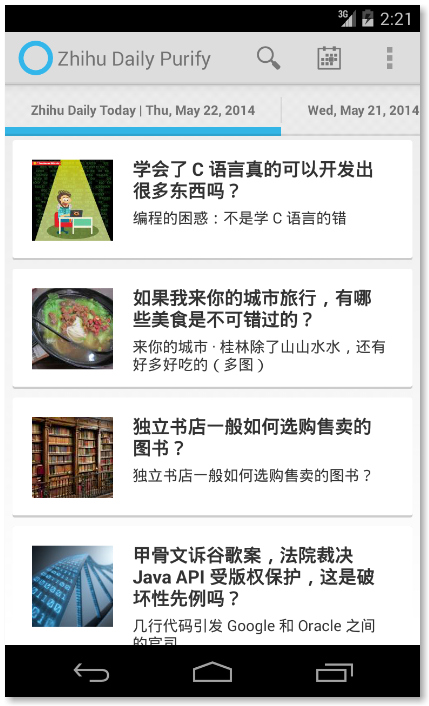 3G
2:21
Zhihu Daily Purify
Zhihu Daily Today | Thu, May 22, 2014
Wed, May 21, 2014
学会了 C 语言真的可以开发出
很多东西吗？
编程的困惑：不是学 C 语言的错
如果我来你的城市旅行，有哪
些美食是不可错过的？
来你的城市 · 桂林除了山山水水，还有
好多好吃的（多图）
独立书店一般如何选购售卖的
图书？
独立书店一般如何选购售卖的图书？
甲骨文诉谷歌案，法院裁决
Java API 受版权保护，这是破
坏性先例吗？
几行代码引发 Google 和 Oracle 之间
的官司